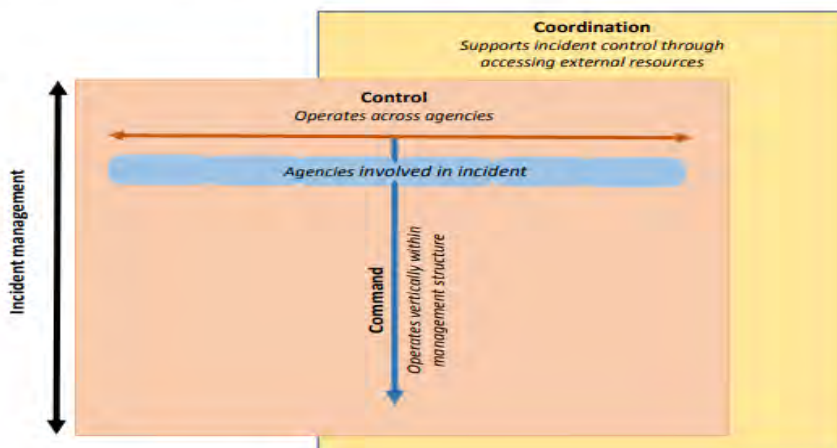 Coordination
Supports incident control through
accessing external resources
Control
Operates across agencies
Agencies involved in incident
Incident management
Command
Operates vertically within
management structure